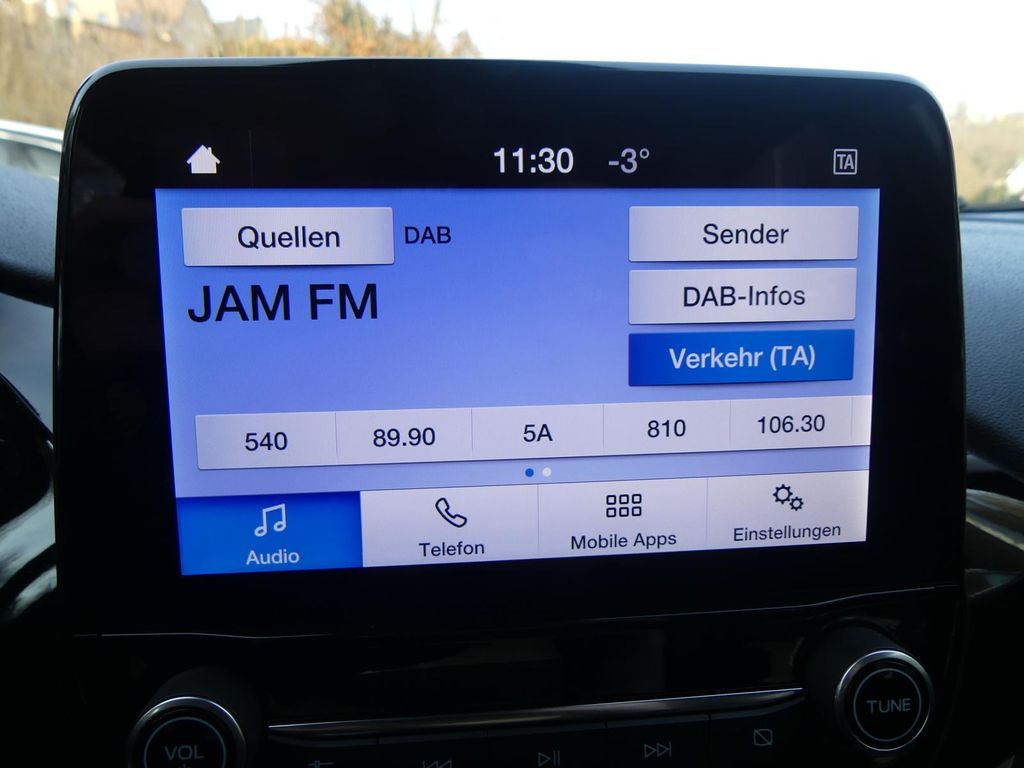 11:30 -3° TA
Quellen DAB Sender
JAM FM DAB-Infos
Verkehr (TA)
540 89.90 5A 810 106.30
Audio Telefon Mobile Apps Einstellungen
VOL TUNE